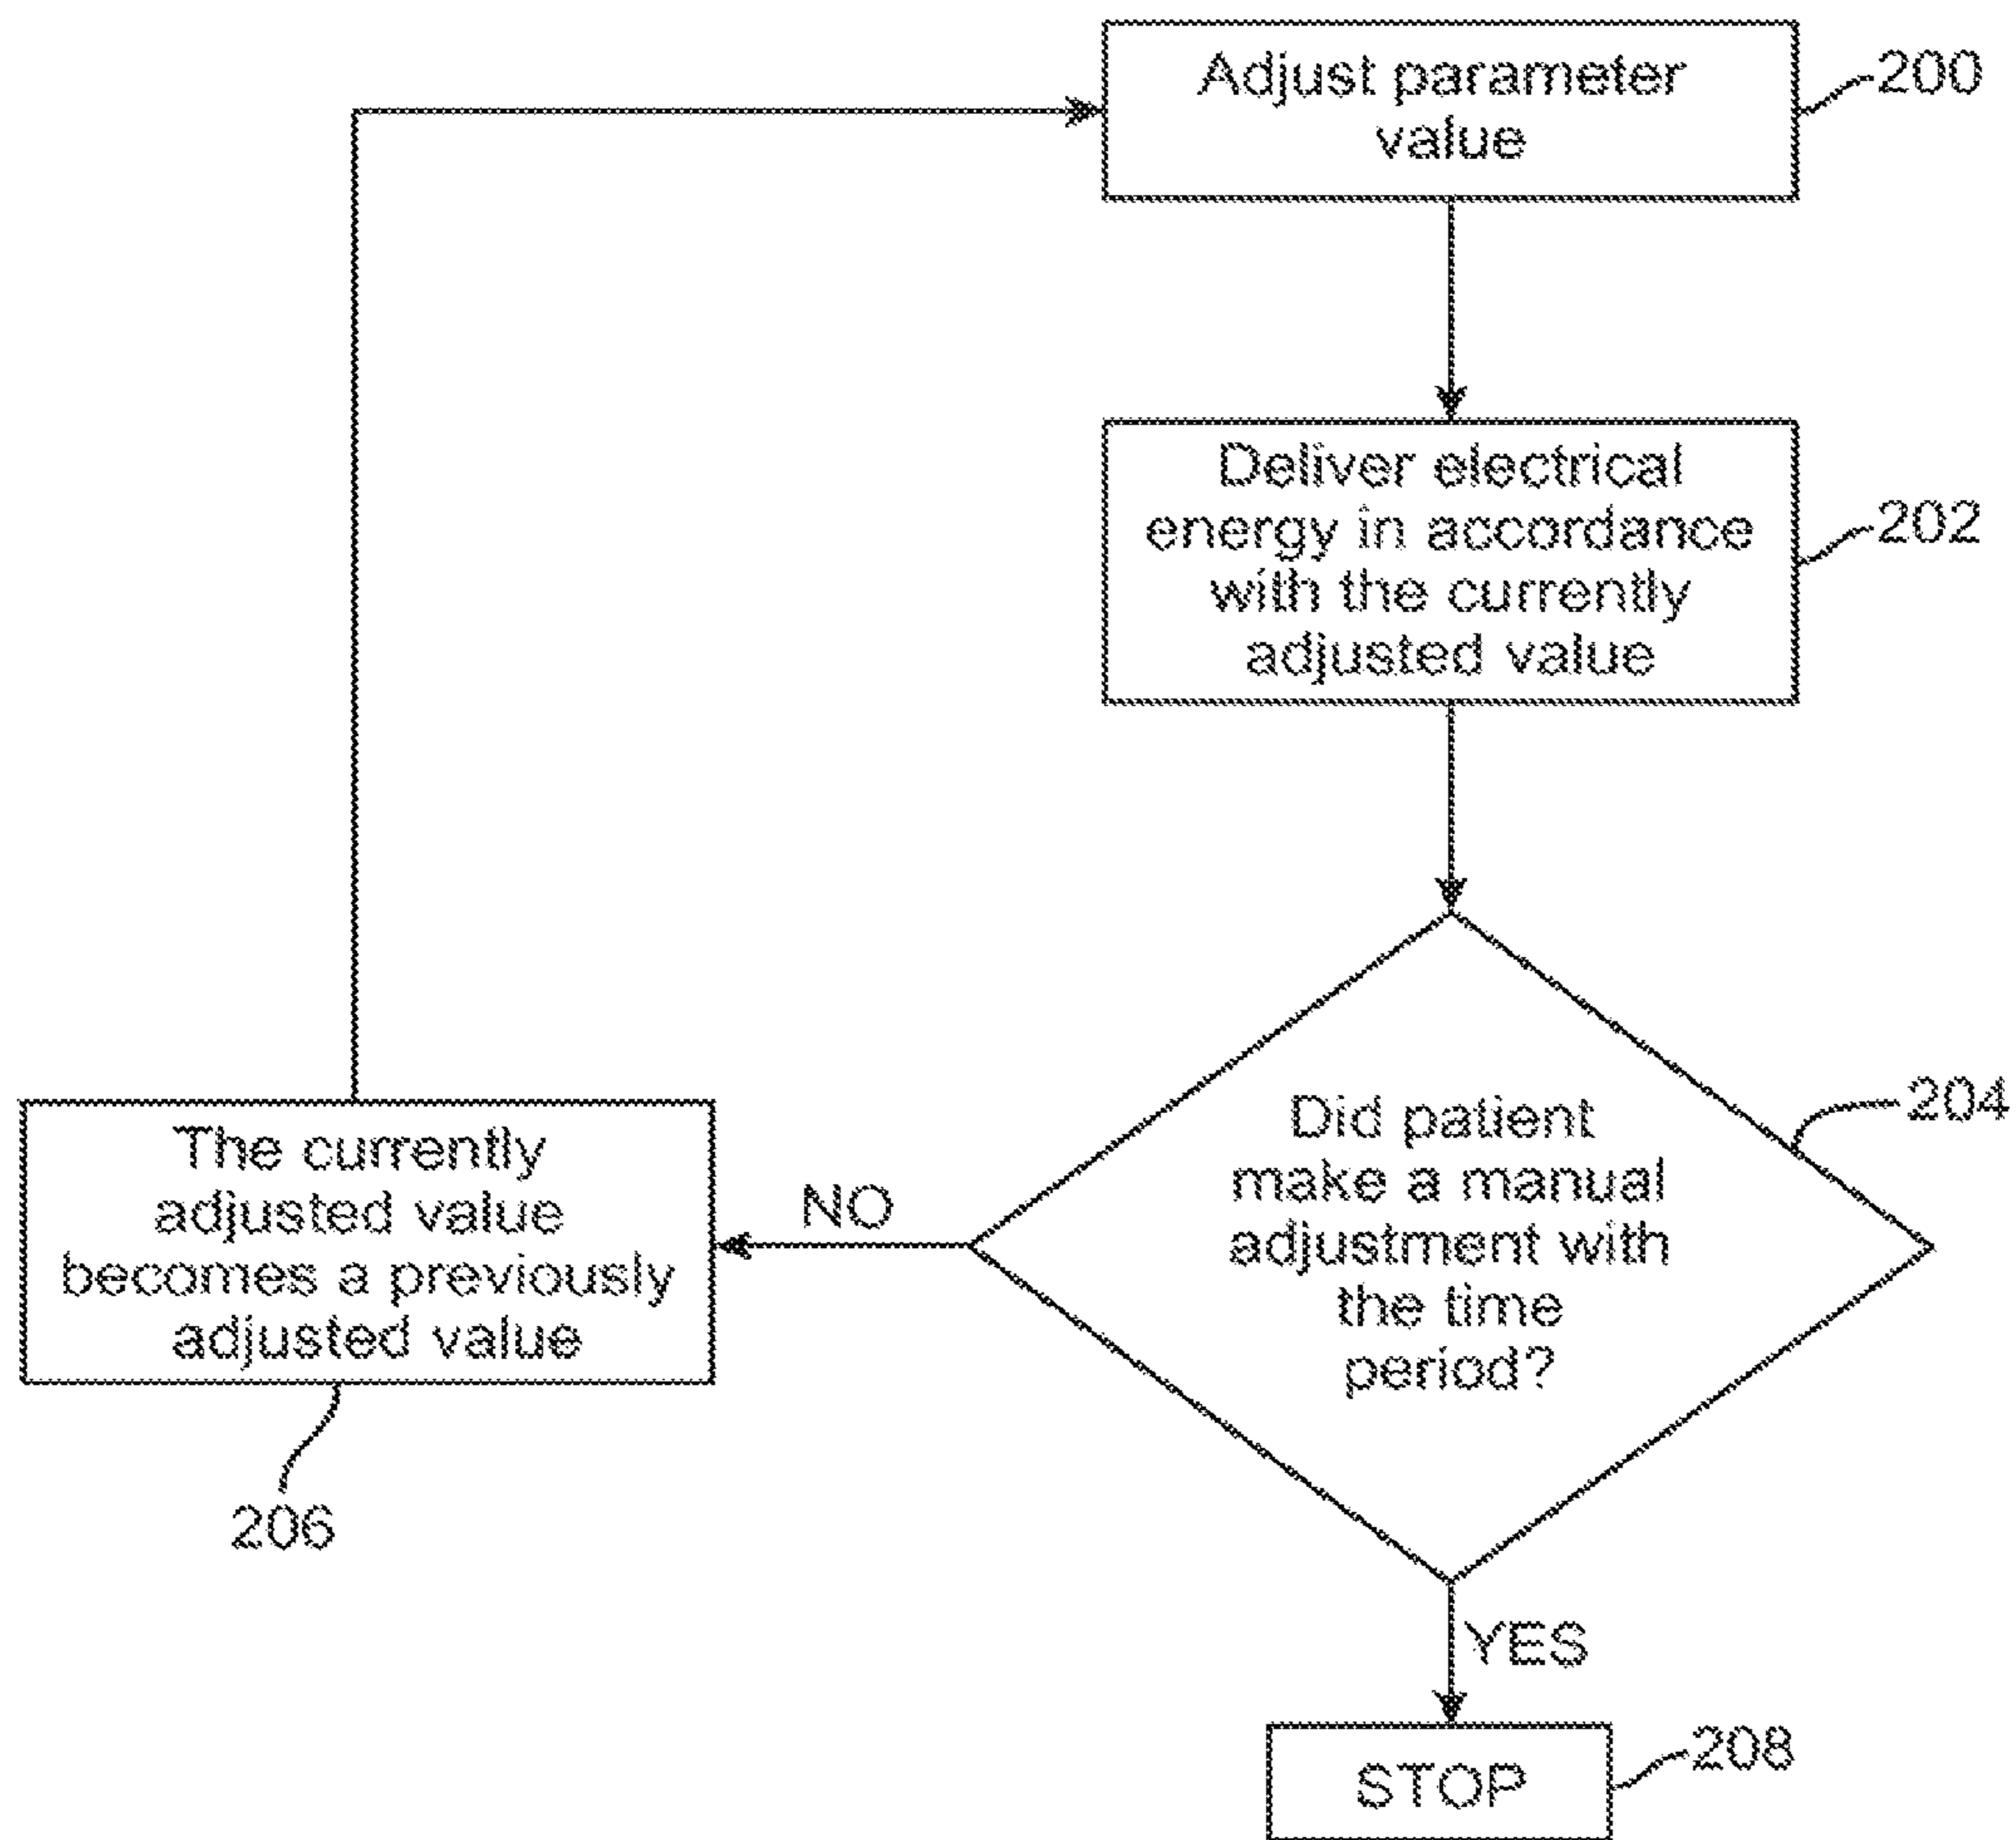 Adjust parameter
value
200
Deliver electrical
energy in accordance
with the currently
adjusted value
202
Did patient
make a manual
adjustment with
the time
period?
204
NO
The currently
adjusted value
becomes a previously
adjusted value
206
YES
STOP
208